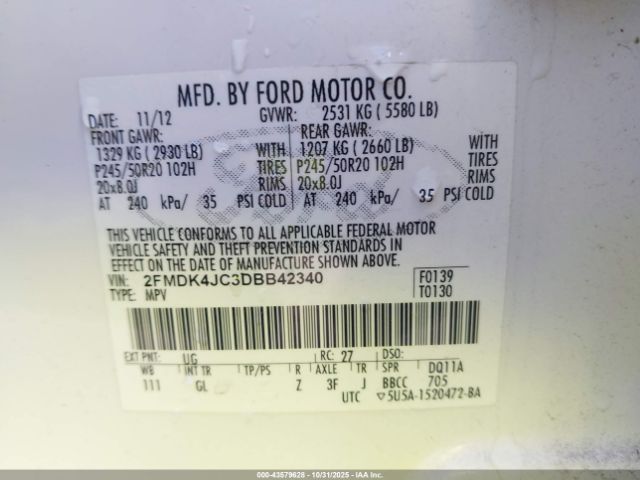 MFD. BY FORD MOTOR CO.
DATE: 11/12 GVWR: 2531 KG ( 5580 LB)
FRONT GAWR: REAR GAWR:
1329 KG ( 2930 LB) WITH 1207 KG ( 2660 LB) WITH
P245/50R20 102H TIRES P245/50R20 102H TIRES
20x8.0J RIMS 20x8.0J RIMS
AT 240 kPa/ 35 PSI COLD AT 240 kPa/ 35 PSI COLD
Ford
THIS VEHICLE CONFORMS TO ALL APPLICABLE FEDERAL MOTOR
VEHICLE SAFETY AND THEFT PREVENTION STANDARDS IN
EFFECT ON THE DATE OF MANUFACTURE SHOWN ABOVE.
VIN: 2FMDK4JC3DBB42340 F0139
TYPE: MPV T0130
EXT PNT: UG RC: 27 DSO:
WB INT TR TP/PS R AXLE TR SPR DQ11A
111 GL Z 3F J BBCC 705
UTC ▽5U5A-1520472-BA
000-43579628 - 10/31/2025 - IAA Corp.